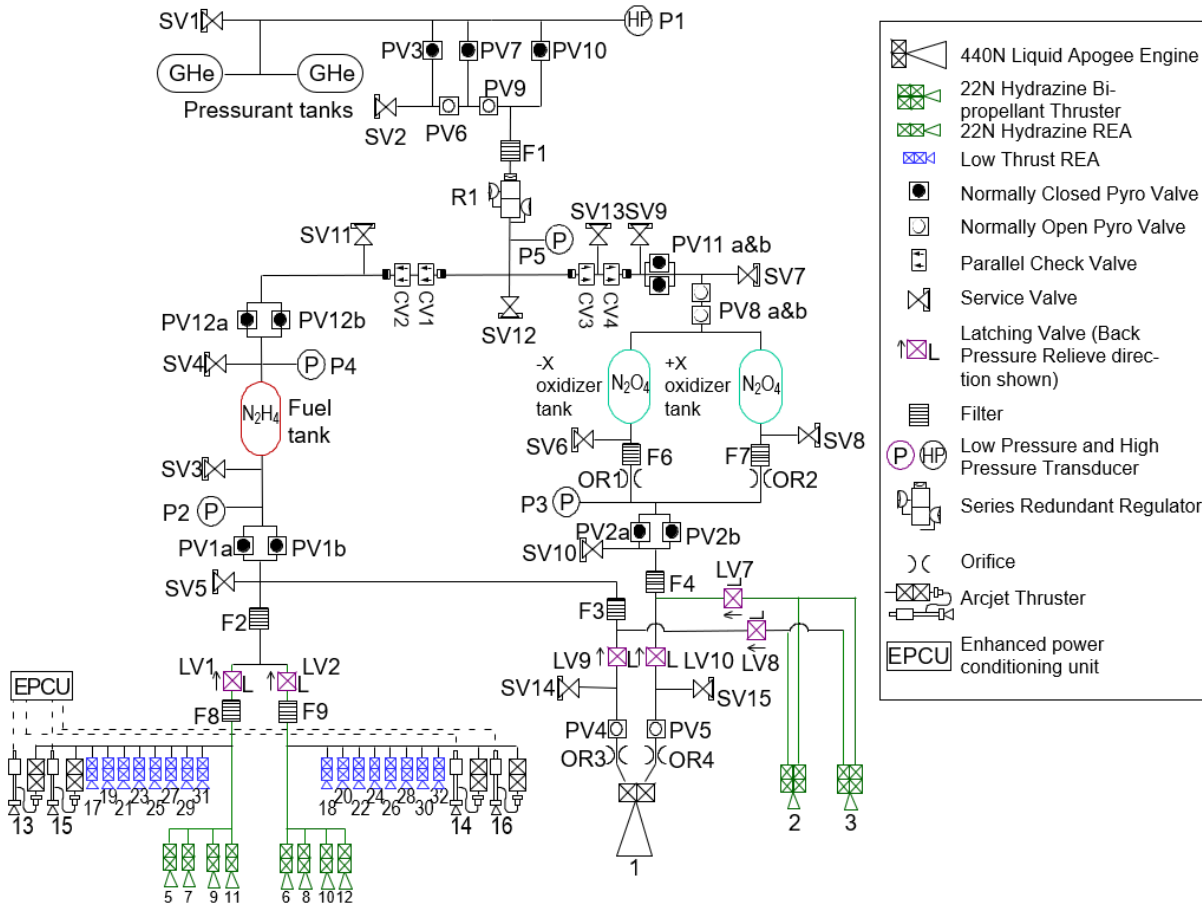 SV1
HP P1
PV3
PV7
PV10
GHe
GHe
Pressurant tanks
PV9
SV2
PV6
F1
R1
SV13
SV9
SV11
P
P5
PV11 a&b
SV7
CV2
CV1
CV3
CV4
SV12
PV8 a&b
PV12a
PV12b
SV4
P P4
-X
oxidizer
tank
N₂O₄
+X
oxidizer
tank
N₂O₄
N₂H₄
Fuel
tank
SV3
SV6
F6
F7
SV8
OR1
OR2
P2 P
P3 P
PV1a
PV1b
PV2a
PV2b
SV10
SV5
F4
LV7
L
F3
F2
L
LV8
LV1
L
LV2
L
LV9
L
L
LV10
EPCU
SV14
SV15
F8
F9
PV4
PV5
OR3
OR4
13
15
17
19
21
23
25
27
29
31
18
20
22
24
26
28
30
32
14
16
5
7
9
11
6
8
10
12
1
2
3
440N Liquid Apogee Engine
22N Hydrazine Bi-
propellant Thruster
22N Hydrazine REA
Low Thrust REA
Normally Closed Pyro Valve
Normally Open Pyro Valve
Parallel Check Valve
Service Valve
L
Latching Valve (Back
Pressure Relieve direc-
tion shown)
Filter
P HP
Low Pressure and High
Pressure Transducer
Series Redundant Regulator
Orifice
Arcjet Thruster
EPCU
Enhanced power
conditioning unit